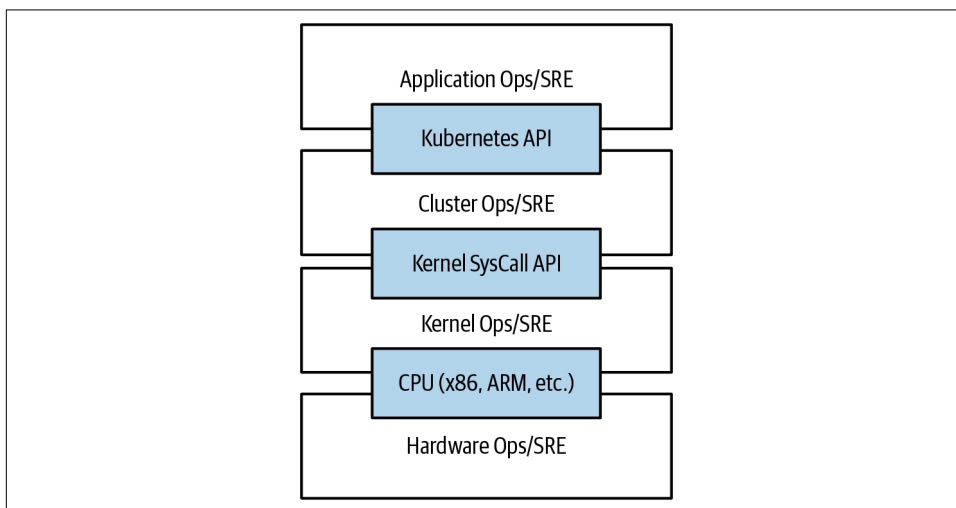 Application Ops/SRE
Kubernetes API
Cluster Ops/SRE
Kernel SysCall API
Kernel Ops/SRE
CPU (x86, ARM, etc.)
Hardware Ops/SRE